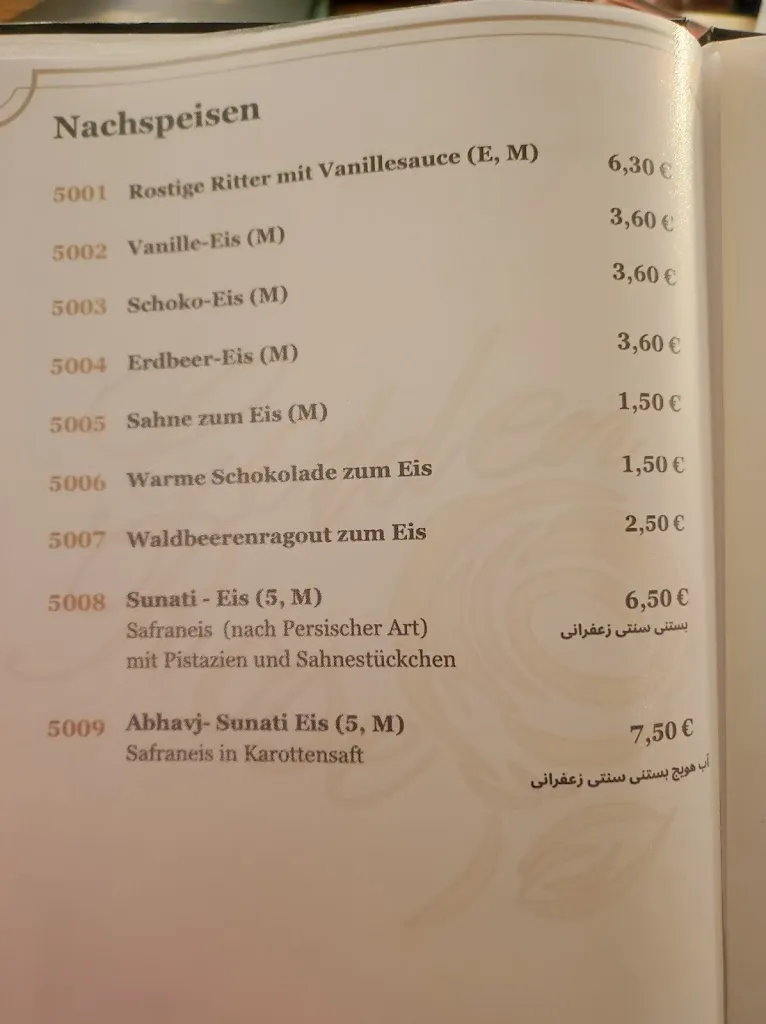 Nachspeisen
5001 Rostige Ritter mit Vanillesauce (E, M) 6,30 €
5002 Vanille-Eis (M) 3,60 €
5003 Schoko-Eis (M) 3,60 €
5004 Erdbeer-Eis (M) 3,60 €
5005 Sahne zum Eis (M) 1,50 €
5006 Warme Schokolade zum Eis 1,50 €
5007 Waldbeerenragout zum Eis 2,50 €
5008 Sunati - Eis (5, M) 6,50 €
Safraneis (nach Persischer Art) بستنی سنتی زعفرانی
mit Pistazien und Sahnestückchen
5009 Abhavj- Sunati Eis (5, M) 7,50 €
Safraneis in Karottensaft آب هویج بستنی سنتی زعفرانی